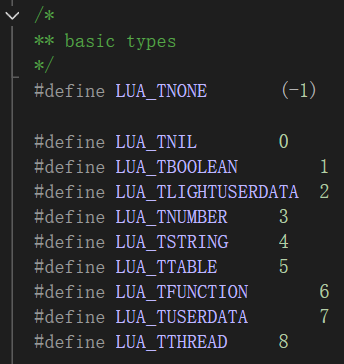 /*
** basic types
*/
#define LUA_TNONE (-1)

#define LUA_TNIL 0
#define LUA_TBOOLEAN 1
#define LUA_TLIGHTUSERDATA 2
#define LUA_TNUMBER 3
#define LUA_TSTRING 4
#define LUA_TTABLE 5
#define LUA_TFUNCTION 6
#define LUA_TUSERDATA 7
#define LUA_TTHREAD 8